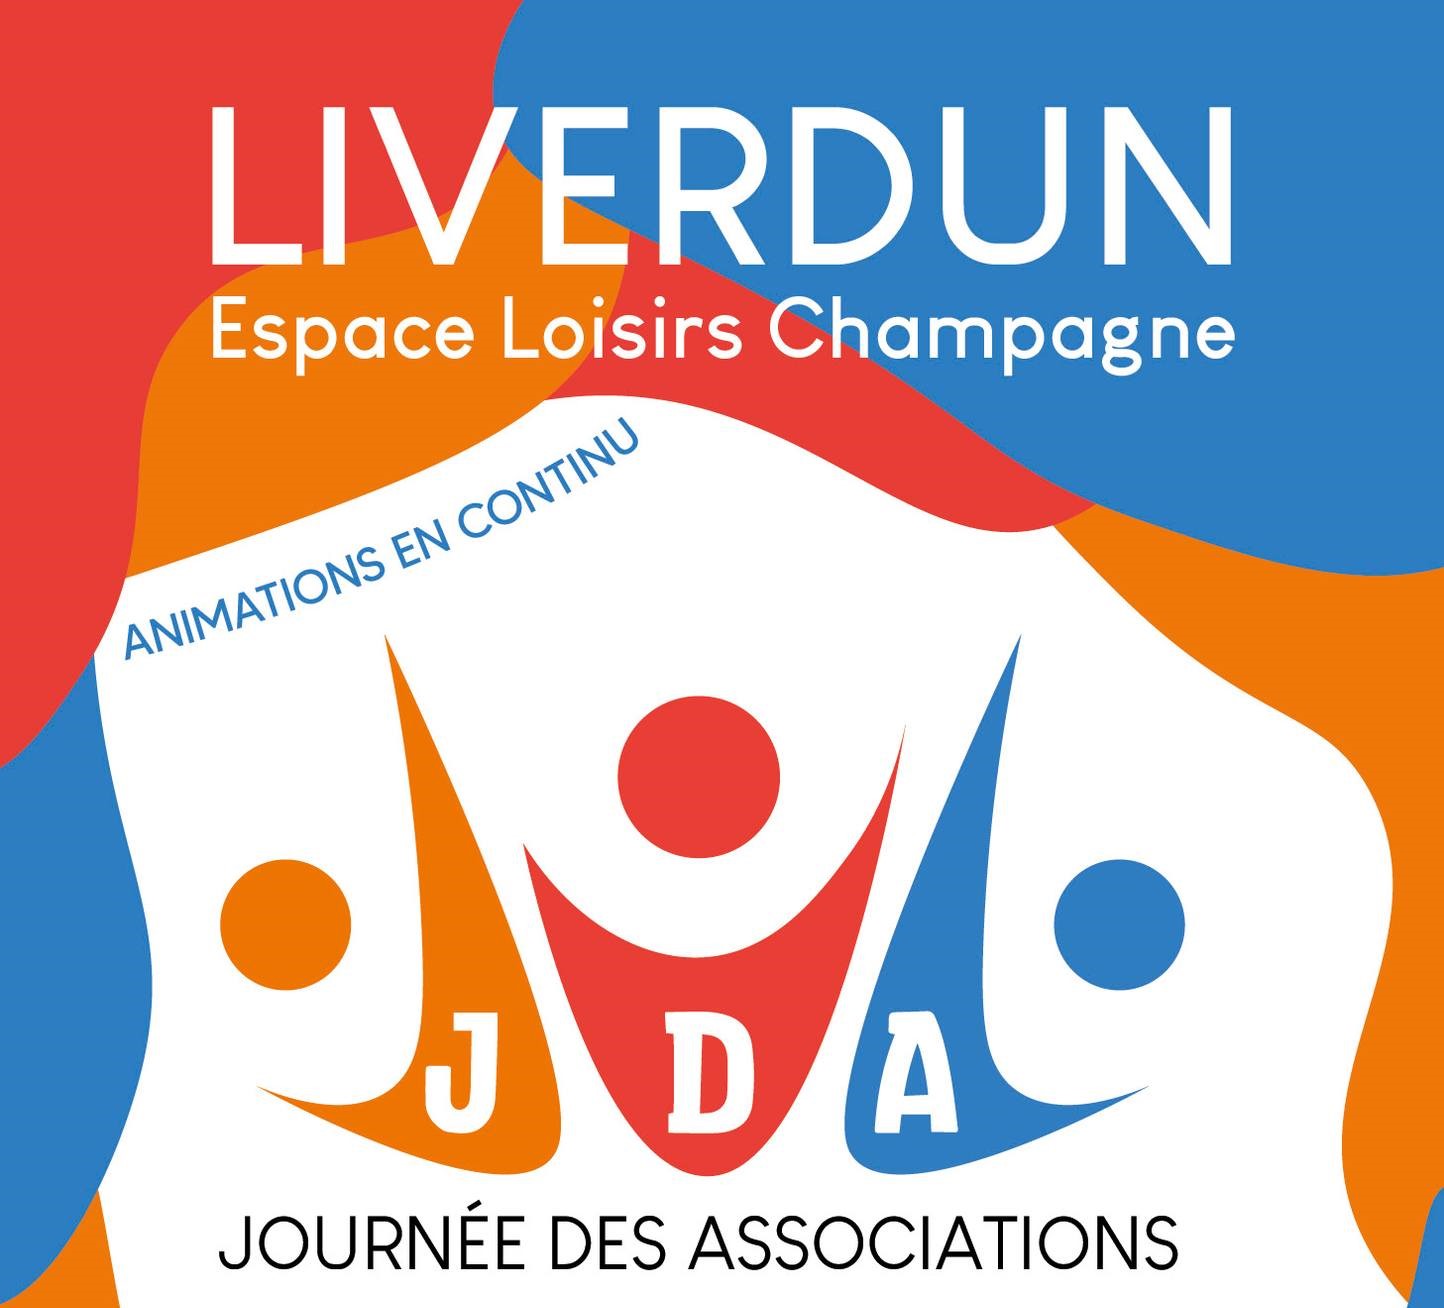 LIVERDUN
Espace Loisirs Champagne
ANIMATIONS EN CONTINU
J D A
JOURNÉE DES ASSOCIATIONS